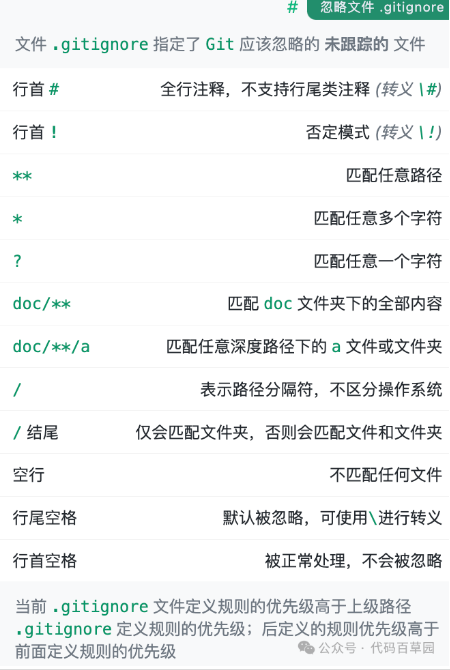 # 忽略文件 .gitignore
文件 .gitignore 指定了 Git 应该忽略的 未跟踪的 文件
行首 # 全行注释，不支持行尾类注释 (转义 \#)
行首 ! 否定模式 (转义 \!)
** 匹配任意路径
* 匹配任意多个字符
? 匹配任意一个字符
doc/** 匹配 doc 文件夹下的全部内容
doc/**/a 匹配任意深度路径下的 a 文件或文件夹
/ 表示路径分隔符，不区分操作系统
/ 结尾 仅会匹配文件夹，否则会匹配文件和文件夹
空行 不匹配任何文件
行尾空格 默认被忽略，可使用\进行转义
行首空格 被正常处理，不会被忽略
当前 .gitignore 文件定义规则的优先级高于上级路径
.gitignore 定义规则的优先级；后定义的规则优先级高于
前面定义规则的优先级
公众号 · 代码百草园